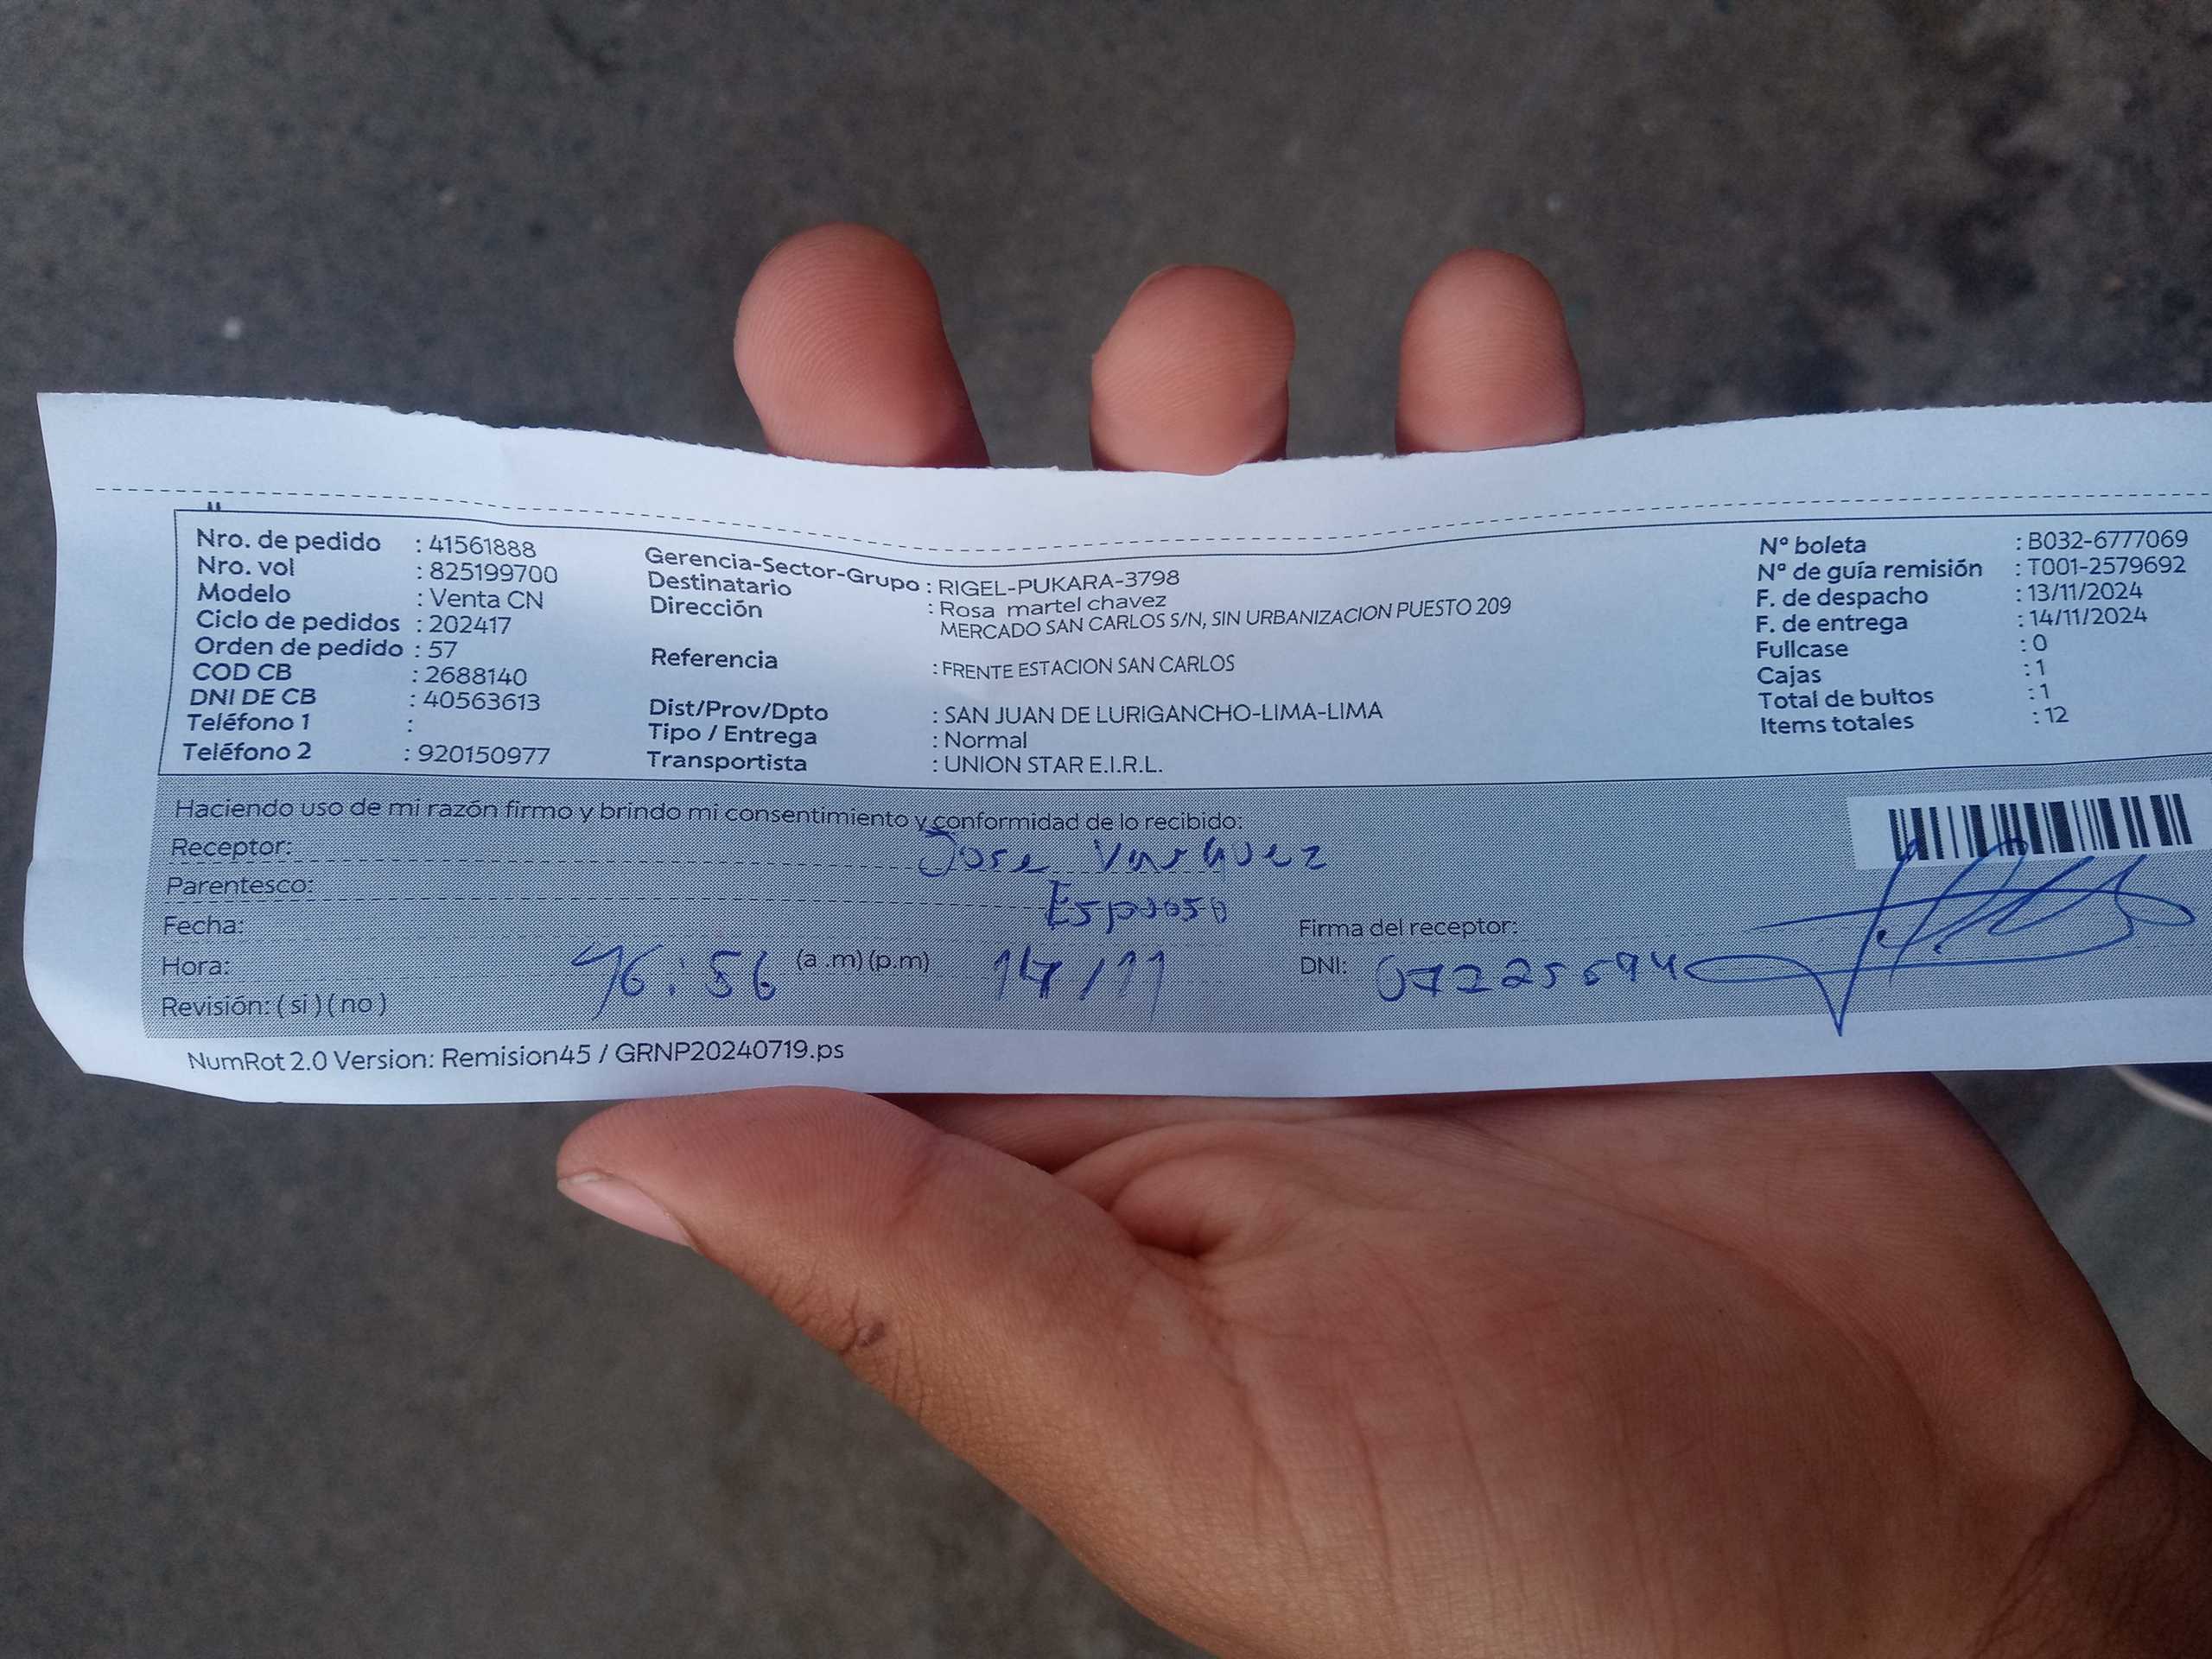 Nro. de pedido : 41561888
Nro. vol : 825199700
Modelo : Venta CN
Ciclo de pedidos : 202417
Orden de pedido : 57
COD CB : 2688140
DNI DE CB : 40563613
Teléfono 1 :
Teléfono 2 : 920150977
Gerencia-Sector-Grupo : RIGEL-PUKARA-3798
Destinatario : Rosa martel chavez
Dirección MERCADO SAN CARLOS S/N, SIN URBANIZACION PUESTO 209
Referencia : FRENTE ESTACION SAN CARLOS
Dist/Prov/Dpto : SAN JUAN DE LURIGANCHO-LIMA-LIMA
Tipo / Entrega : Normal
Transportista : UNION STAR E.I.R.L.
N° boleta : B032-6777069
N° de guía remisión : T001-2579692
F. de despacho : 13/11/2024
F. de entrega : 14/11/2024
Fullcase : 0
Cajas : 1
Total de bultos : 1
Items totales : 12
Haciendo uso de mi razón firmo y brindo mi consentimiento y conformidad de lo recibido:
Receptor: Jose Vasquez
Parentesco: Esposo
Fecha: 14/11
Hora: 16:56 (a .m) (p.m)
Revisión: ( si ) ( no )
Firma del receptor:
DNI: 07225594
NumRot 2.0 Version: Remision45 / GRNP20240719.ps